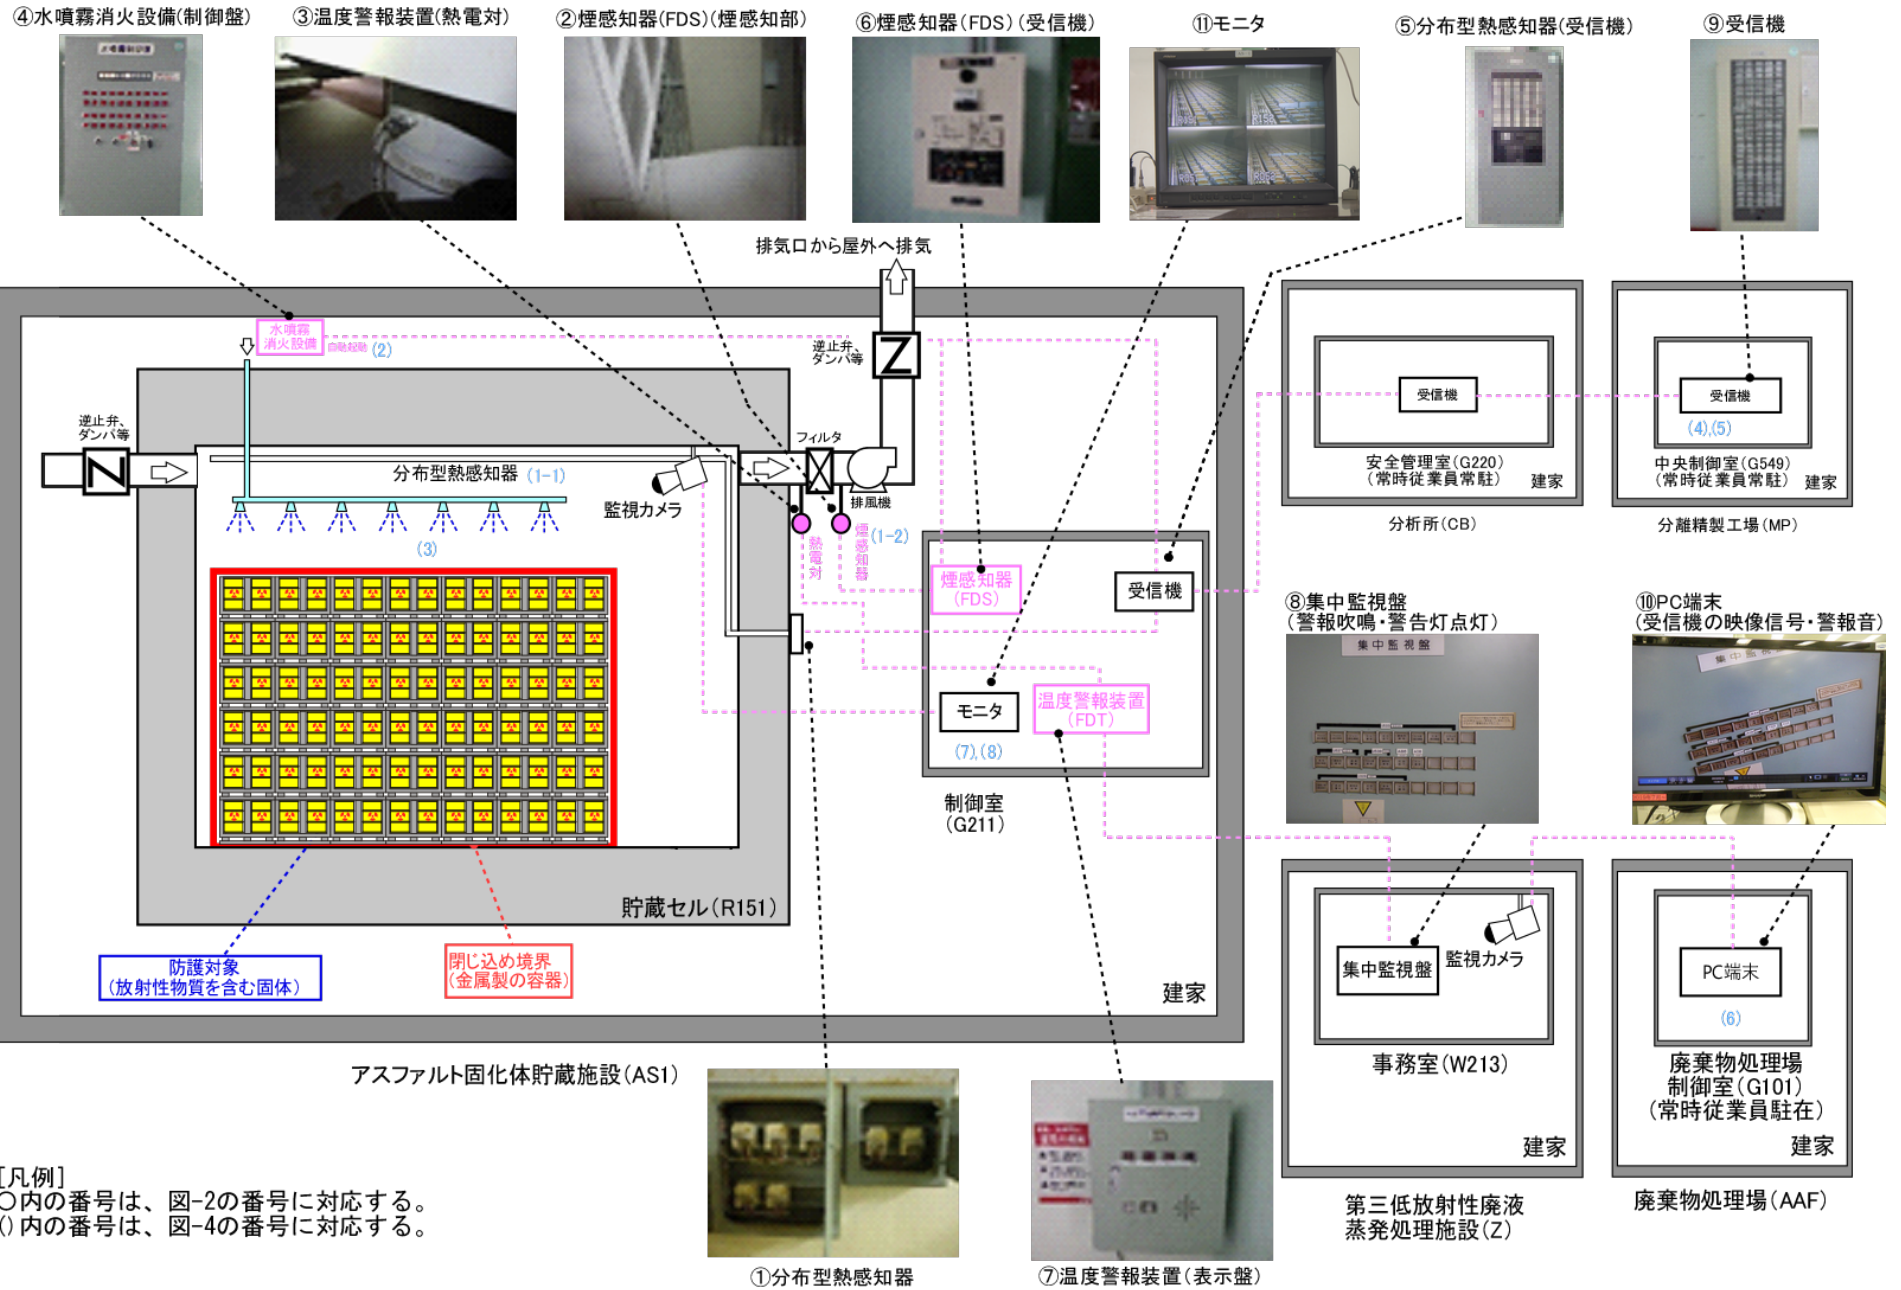 ④水噴霧消火設備(制御盤)
③温度警報装置(熱電対)
②煙感知器(FDS)(煙感知部)
⑥煙感知器(FDS)(受信機)
⑪モニタ
⑤分布型熱感知器(受信機)
⑨受信機
排気口から屋外へ排気
水噴霧
消火設備
自動起動
(2)
逆止弁、
ダンパ等
逆止弁、
ダンパ等
フィルタ
排風機
分布型熱感知器 (1-1)
監視カメラ
(3)
熱電対
煙感知器
(1-2)
煙感知器
(FDS)
受信機
モニタ
(7),(8)
温度警報装置
(FDT)
制御室
(G211)
貯蔵セル(R151)
防護対象
(放射性物質を含む固体)
閉じ込め境界
(金属製の容器)
建家
アスファルト固化体貯蔵施設(AS1)
受信機
安全管理室(G220)
(常時従業員常駐)
建家
分析所(CB)
受信機
(4),(5)
中央制御室(G549)
(常時従業員常駐)
建家
分離精製工場(MP)
⑧集中監視盤
(警報吹鳴・警告灯点灯)
集中監視盤
⑩PC端末
(受信機の映像信号・警報音)
集中監視盤
監視カメラ
事務室(W213)
建家
第三低放射性廃液
蒸発処理施設(Z)
PC端末
(6)
廃棄物処理場
制御室(G101)
(常時従業員駐在)
建家
廃棄物処理場(AAF)
[凡例]
○内の番号は、図-2の番号に対応する。
()内の番号は、図-4の番号に対応する。
①分布型熱感知器
⑦温度警報装置(表示盤)